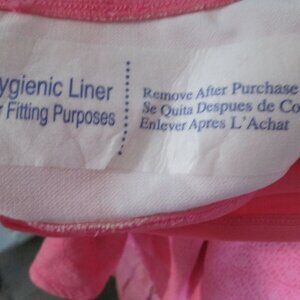 ygienic Liner
Fitting Purposes
Remove After Purchase
Se Quita Despues de Co
Enlever Apres L'Achat